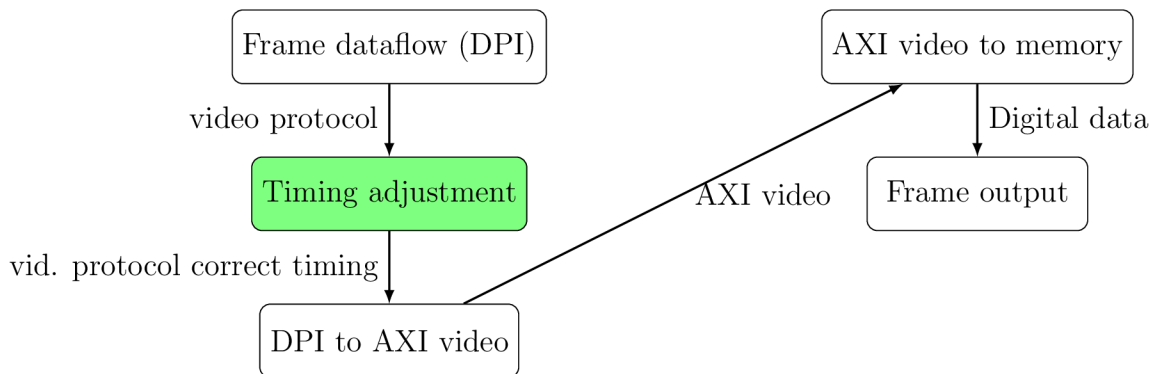 Frame dataflow (DPI)
video protocol
Timing adjustment
vid. protocol correct timing
DPI to AXI video
AXI video
AXI video to memory
Digital data
Frame output